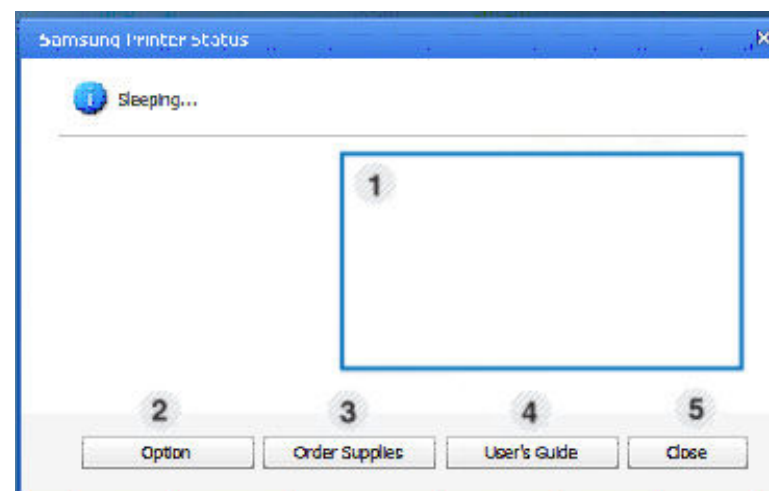 Samsung Printer Status
Sleeping...
1
2 3 4 5
Option Order Supplies User's Guide Close